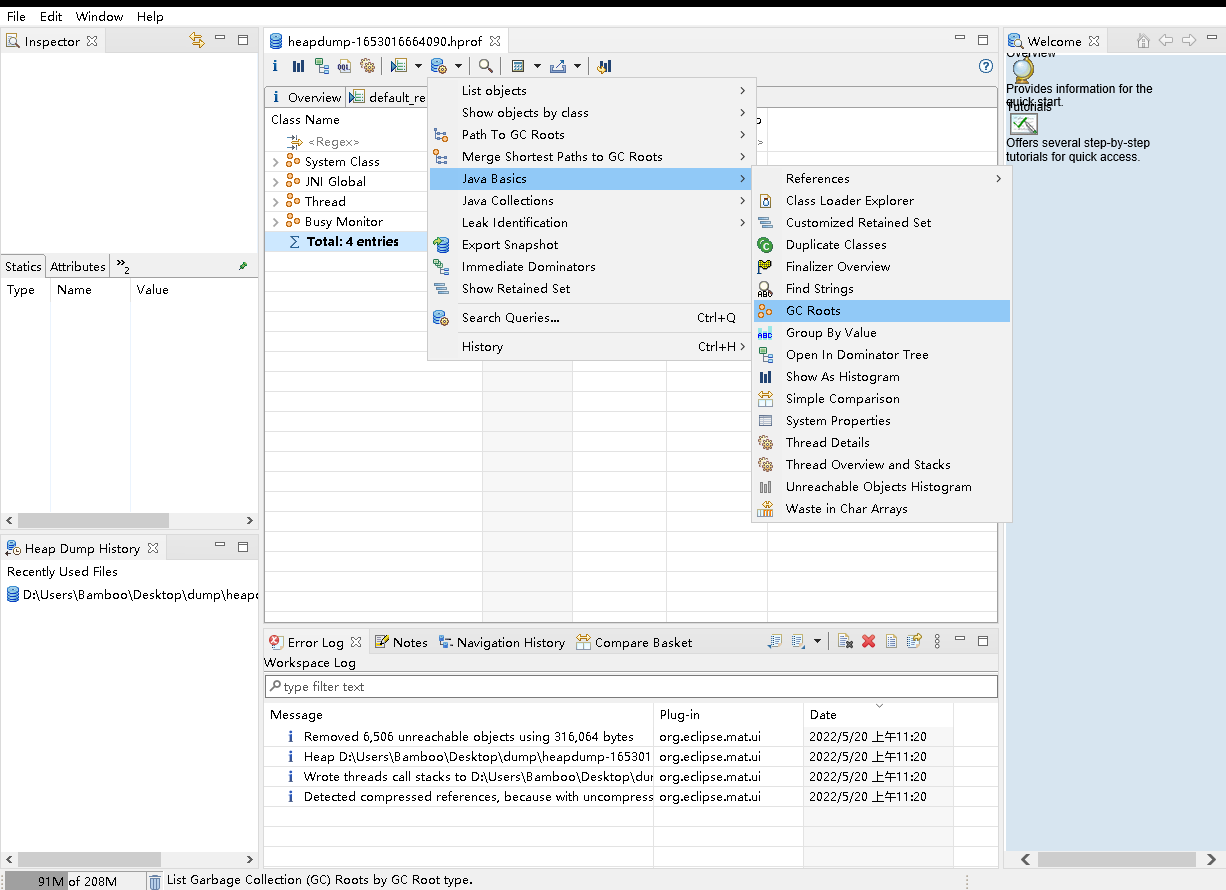 File Edit Window Help
Inspector
heapdump-1653016664090.hprof
Welcome
Overview
Provides information for the
quick start.
Tutorials
Offers several step-by-step
tutorials for quick access.
i Overview default_re
Class Name
<Regex>
System Class
JNI Global
Thread
Busy Monitor
Σ Total: 4 entries
List objects
Show objects by class
Path To GC Roots
Merge Shortest Paths to GC Roots
Java Basics
Java Collections
Leak Identification
Export Snapshot
Immediate Dominators
Show Retained Set
Search Queries... Ctrl+Q
History Ctrl+H
References
Class Loader Explorer
Customized Retained Set
Duplicate Classes
Finalizer Overview
Find Strings
GC Roots
Group By Value
Open In Dominator Tree
Show As Histogram
Simple Comparison
System Properties
Thread Details
Thread Overview and Stacks
Unreachable Objects Histogram
Waste in Char Arrays
Statics Attributes »2
Type Name Value
Heap Dump History
Recently Used Files
D:\Users\Bamboo\Desktop\dump\heap
Error Log Notes Navigation History Compare Basket
Workspace Log
type filter text
Message Plug-in Date
Removed 6,506 unreachable objects using 316,064 bytes org.eclipse.mat.ui 2022/5/20 上午11:20
Heap D:\Users\Bamboo\Desktop\dump\heapdump-165301 org.eclipse.mat.ui 2022/5/20 上午11:20
Wrote threads call stacks to D:\Users\Bamboo\Desktop\dur org.eclipse.mat.ui 2022/5/20 上午11:20
Detected compressed references, because with uncompress org.eclipse.mat.ui 2022/5/20 上午11:20
91M of 208M
List Garbage Collection (GC) Roots by GC Root type.